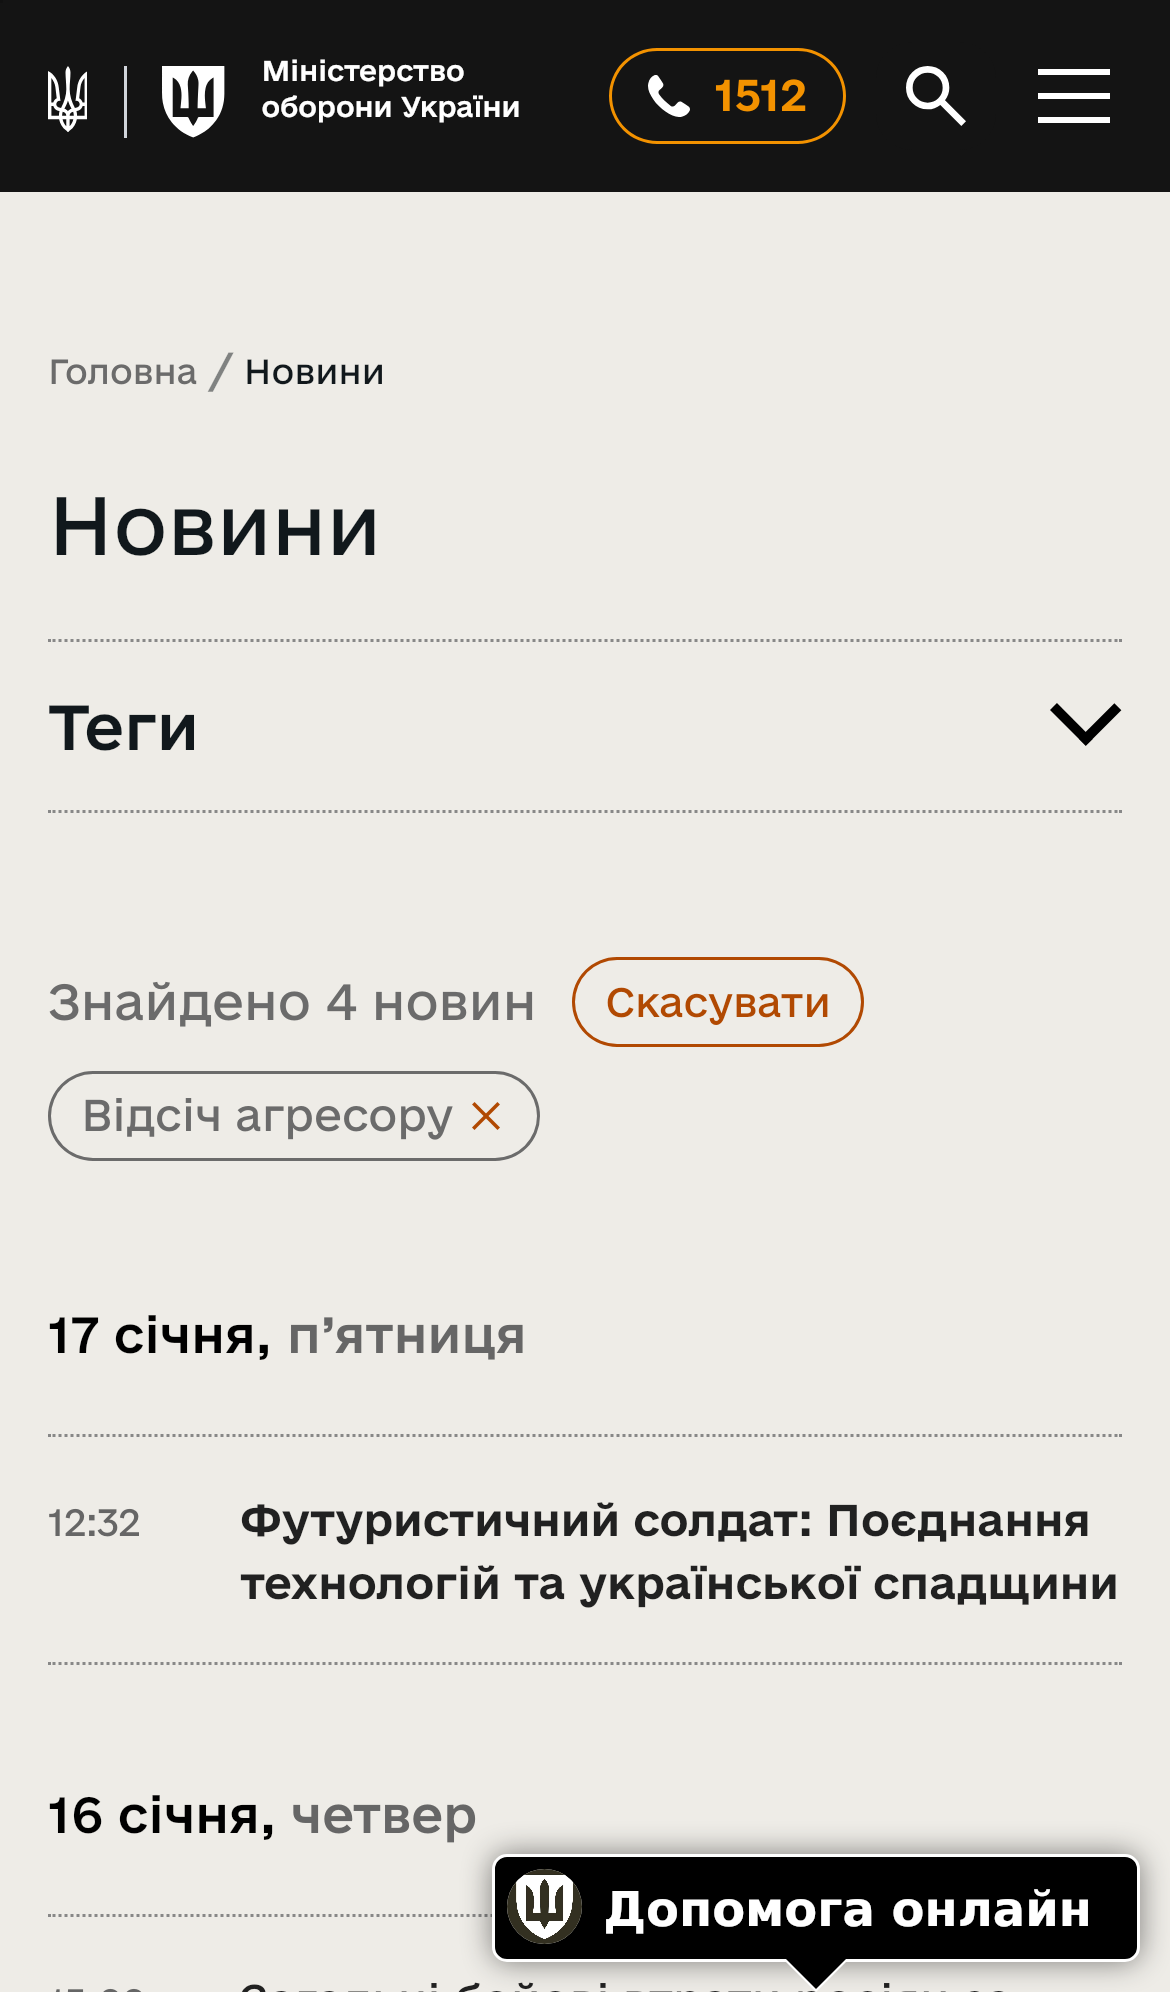 Міністерство
оборони України
1512
Головна / Новини
Новини
Теги
Знайдено 4 новин
Скасувати
Відсіч агресору
17 січня, п’ятниця
12:32
Футуристичний солдат: Поєднання
технологій та української спадщини
16 січня, четвер
Допомога онлайн